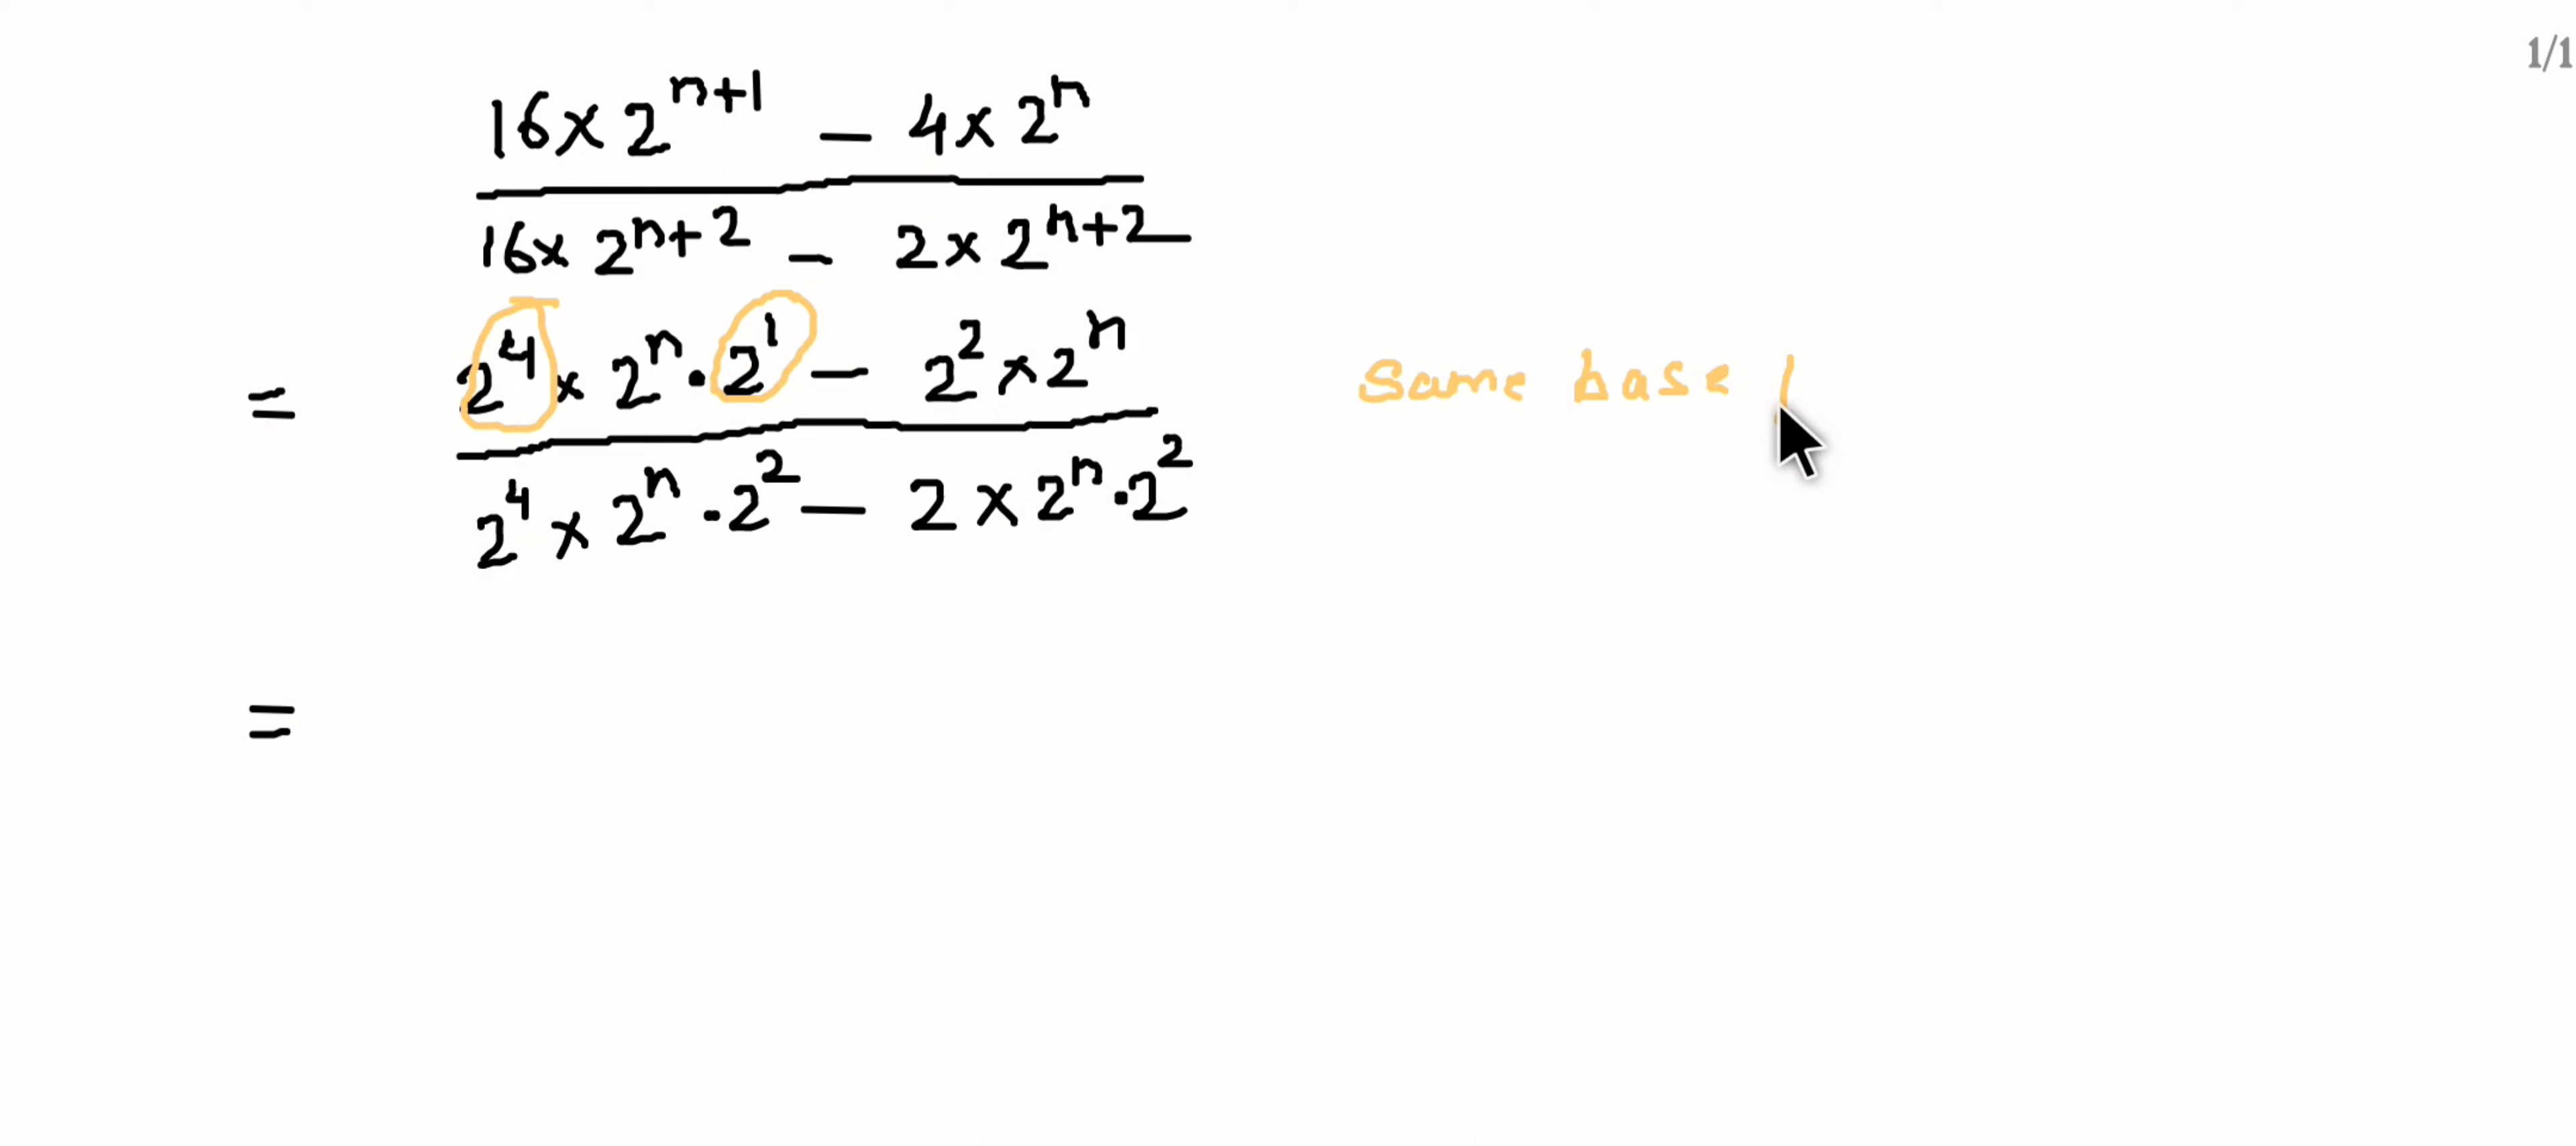 1/1
16 × 2^{n+1} − 4 × 2^n
16 × 2^{n+2} − 2 × 2^{n+2}
= 2^4 × 2^n · 2^1 − 2^2 × 2^n
2^4 × 2^n · 2^2 − 2 × 2^n · 2^2
same base
=